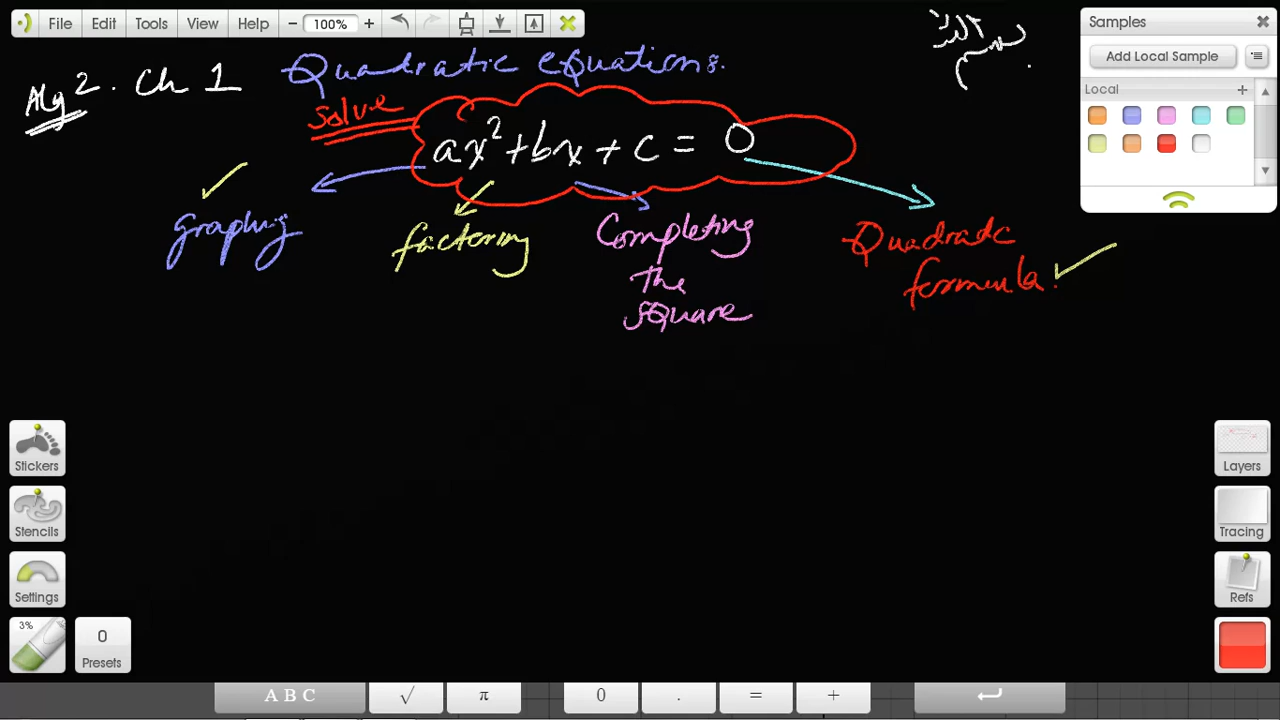 File Edit View Tools Help 100%
Samples
Add Local Sample
Local
بسم الله
Alg 2. Ch 1
Quadratic equations.
Solve
ax²+bx+c=0
graphing
factoring
Completing
The
square
Quadratc
formula.
Stickers
Stencils
Settings
3%
0
Presets
Layers
Tracing
Refs
A B C √ π 0 . = +